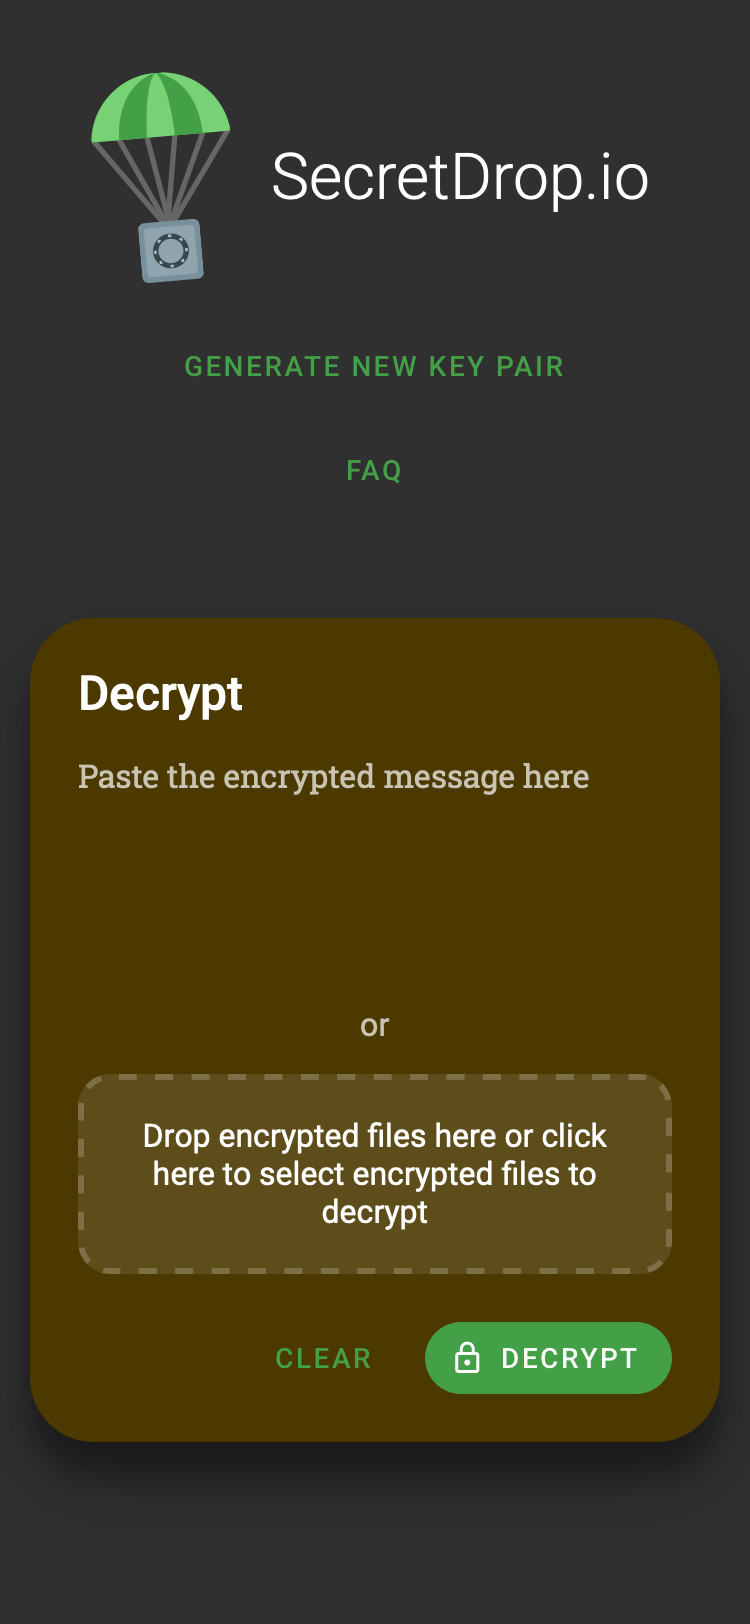 SecretDrop.io
GENERATE NEW KEY PAIR
FAQ
Decrypt
Paste the encrypted message here
or
Drop encrypted files here or click
here to select encrypted files to
decrypt
CLEAR
DECRYPT